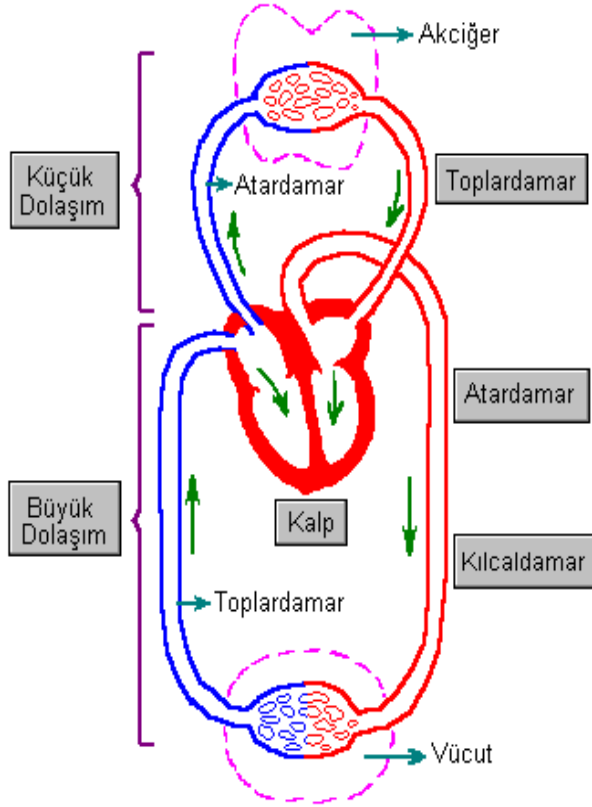 Akciğer
Küçük
Dolaşım
Atardamar
Toplardamar
Atardamar
Büyük
Dolaşım
Kalp
Kılcaldamar
Toplardamar
Vücut